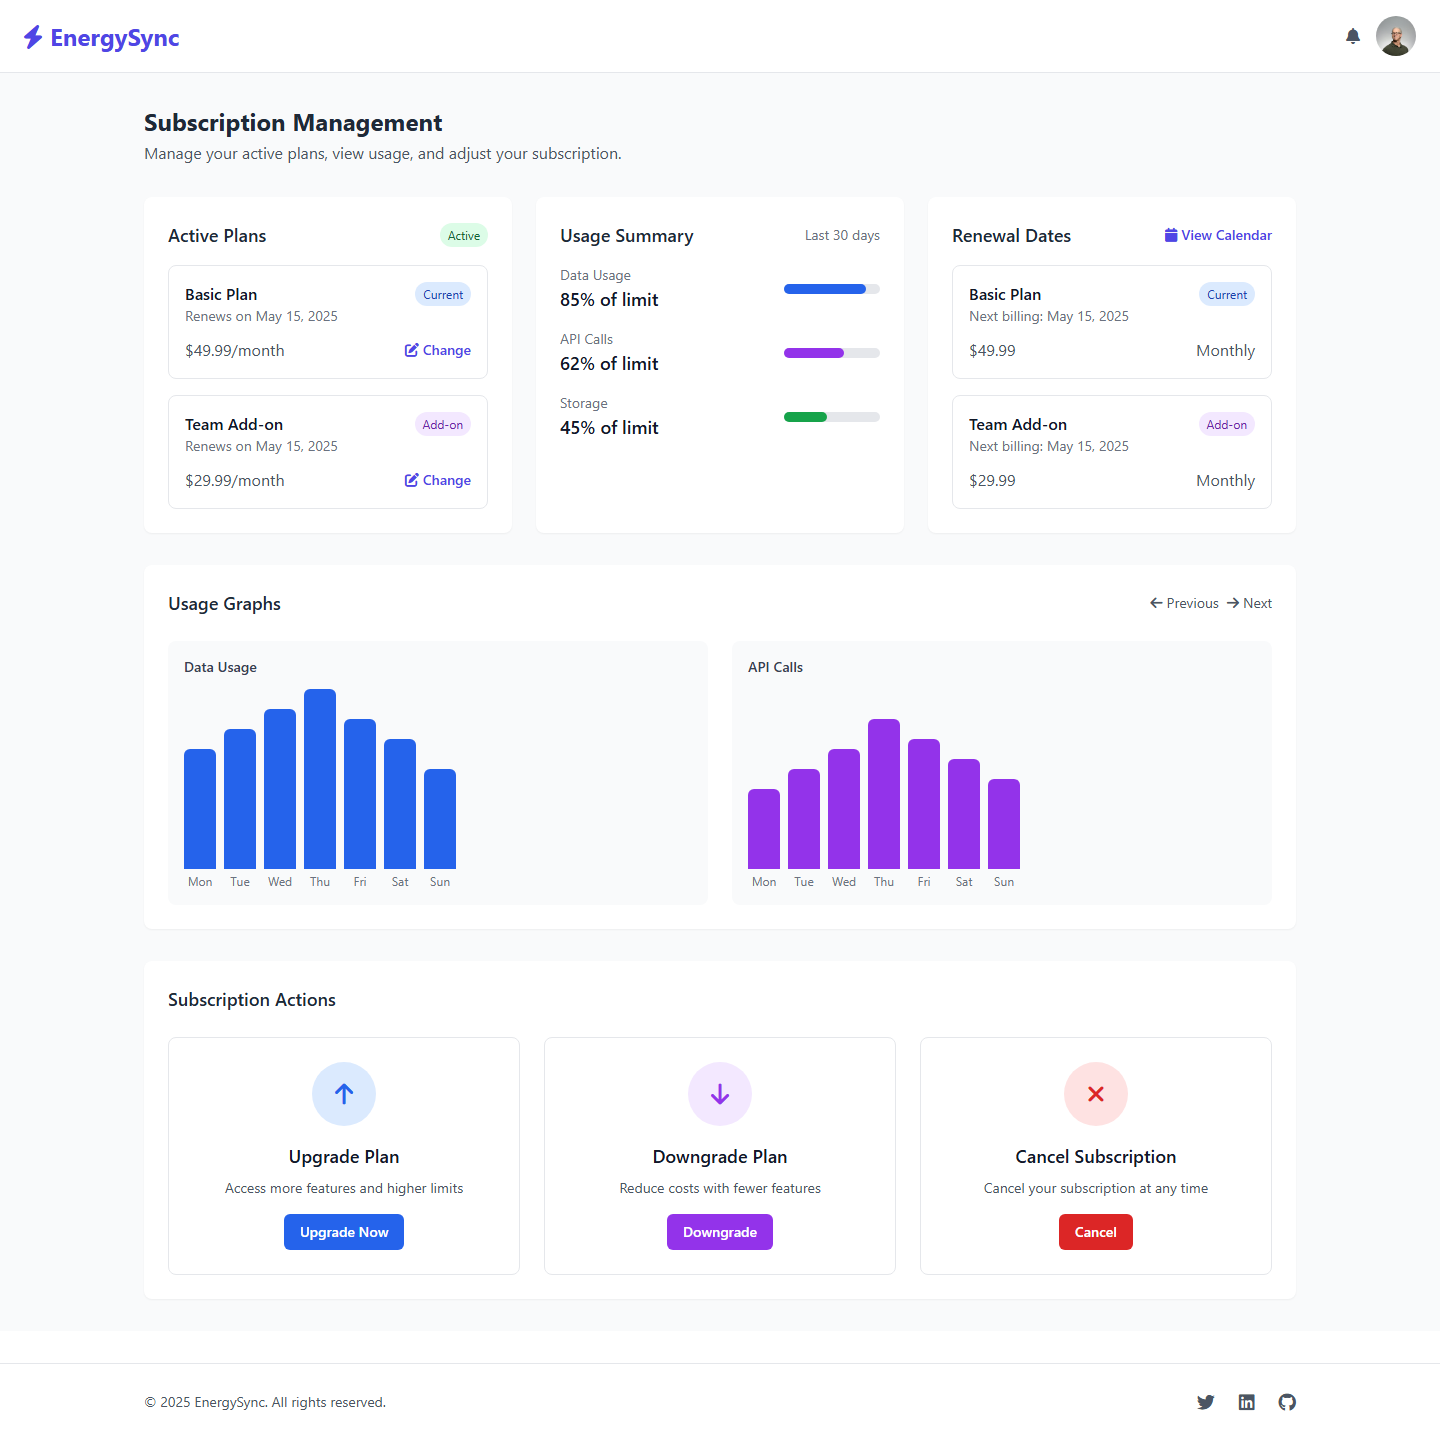 EnergySync
Subscription Management
Manage your active plans, view usage, and adjust your subscription.
Active Plans
Active
Basic Plan
Current
Renews on May 15, 2025
$49.99/month
Change
Team Add-on
Add-on
Renews on May 15, 2025
$29.99/month
Change
Usage Summary
Last 30 days
Data Usage
85% of limit
API Calls
62% of limit
Storage
45% of limit
Renewal Dates
View Calendar
Basic Plan
Current
Next billing: May 15, 2025
$49.99
Monthly
Team Add-on
Add-on
Next billing: May 15, 2025
$29.99
Monthly
Usage Graphs
Previous
Next
Data Usage
Mon Tue Wed Thu Fri Sat Sun
API Calls
Mon Tue Wed Thu Fri Sat Sun
Subscription Actions
Upgrade Plan
Access more features and higher limits
Upgrade Now
Downgrade Plan
Reduce costs with fewer features
Downgrade
Cancel Subscription
Cancel your subscription at any time
Cancel
© 2025 EnergySync. All rights reserved.